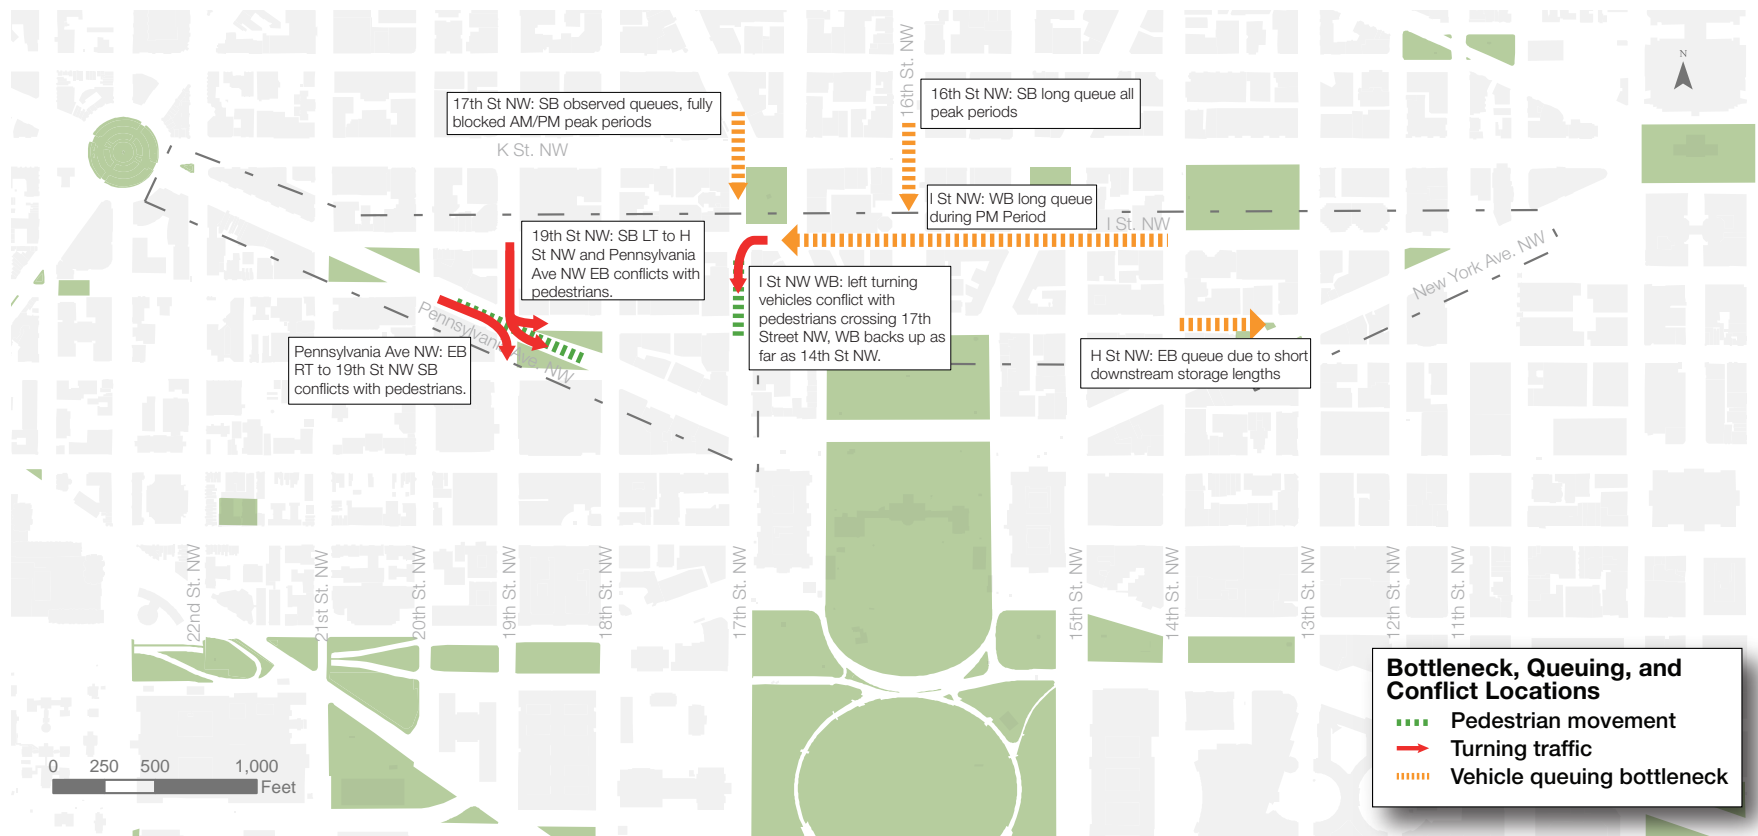 N
16th St. NW
17th St NW: SB observed queues, fully
blocked AM/PM peak periods
16th St NW: SB long queue all
peak periods
K St. NW
I St NW: WB long queue
during PM Period
I St. NW
19th St NW: SB LT to H
St NW and Pennsylvania
Ave NW EB conflicts with
pedestrians.
New York Ave. NW
I St NW WB: left turning
vehicles conflict with
pedestrians crossing 17th
Street NW, WB backs up as
far as 14th St NW.
Pennsylvania Ave. NW
Pennsylvania Ave NW: EB
RT to 19th St NW SB
conflicts with pedestrians.
H St NW: EB queue due to short
downstream storage lengths
22nd St. NW
21st St. NW
20th St. NW
19th St. NW
18th St. NW
17th St. NW
15th St. NW
14th St. NW
13th St. NW
12th St. NW
11th St. NW
Bottleneck, Queuing, and
Conflict Locations
Pedestrian movement
Turning traffic
Vehicle queuing bottleneck
0 250 500 1,000
Feet